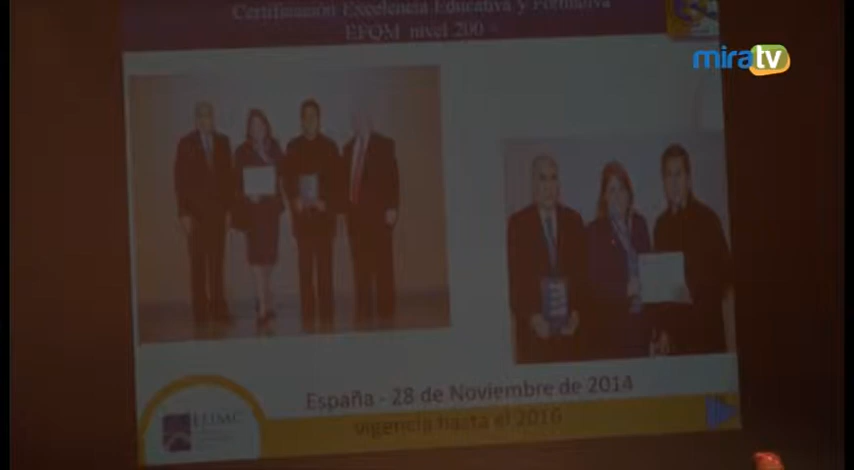 Certificación Excelencia Educativa y Formativa
EFQM nivel 200 +
miratv
España - 28 de Noviembre de 2014
vigencia hasta el 2016